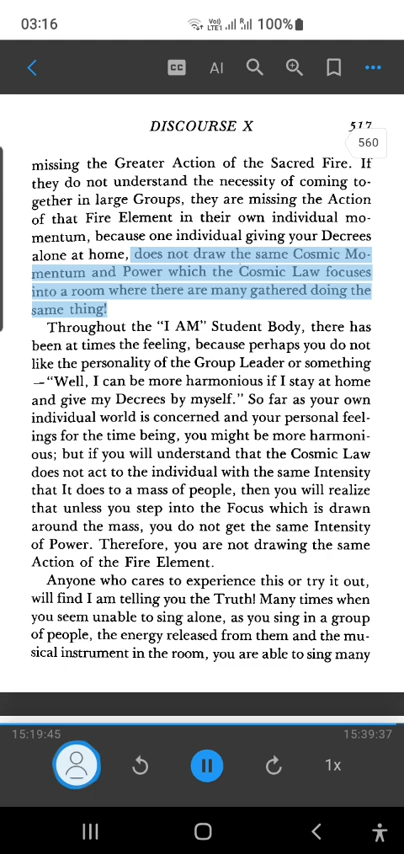 03:16
Vo))
LTE1
R
100%
CC
AI
DISCOURSE X
517
560
missing the Greater Action of the Sacred Fire. If
they do not understand the necessity of coming to-
gether in large Groups, they are missing the Action
of that Fire Element in their own individual mo-
mentum, because one individual giving your Decrees
alone at home, does not draw the same Cosmic Mo-
mentum and Power which the Cosmic Law focuses
into a room where there are many gathered doing the
same thing!
Throughout the “I AM” Student Body, there has
been at times the feeling, because perhaps you do not
like the personality of the Group Leader or something
—“Well, I can be more harmonious if I stay at home
and give my Decrees by myself.” So far as your own
individual world is concerned and your personal feel-
ings for the time being, you might be more harmoni-
ous; but if you will understand that the Cosmic Law
does not act to the individual with the same Intensity
that It does to a mass of people, then you will realize
that unless you step into the Focus which is drawn
around the mass, you do not get the same Intensity
of Power. Therefore, you are not drawing the same
Action of the Fire Element.
Anyone who cares to experience this or try it out,
will find I am telling you the Truth! Many times when
you seem unable to sing alone, as you sing in a group
of people, the energy released from them and the mu-
sical instrument in the room, you are able to sing many
15:19:45
15:39:37
1x